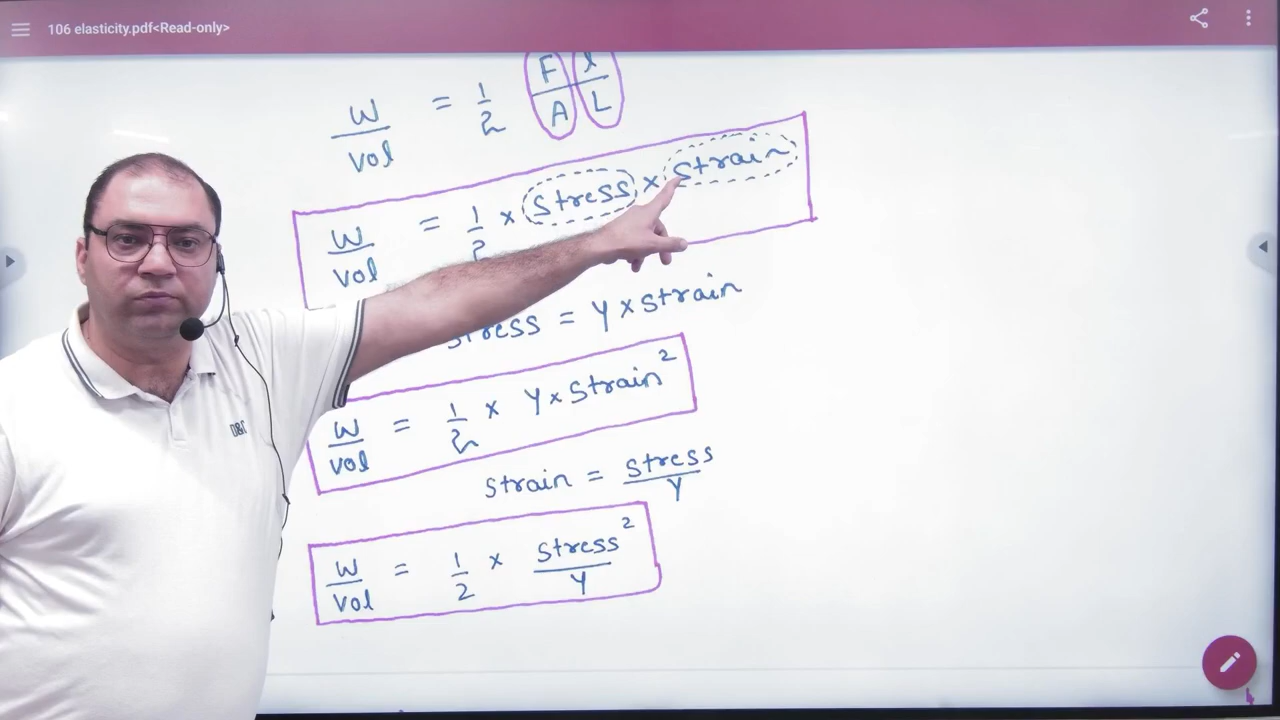 106 elasticity.pdf<Read-only>
W/vol = 1/2 F/A l/L
W/vol = 1/2 × stress × strain
stress = Y × strain
W/vol = 1/2 × Y × strain²
strain = stress/Y
W/vol = 1/2 × stress²/Y